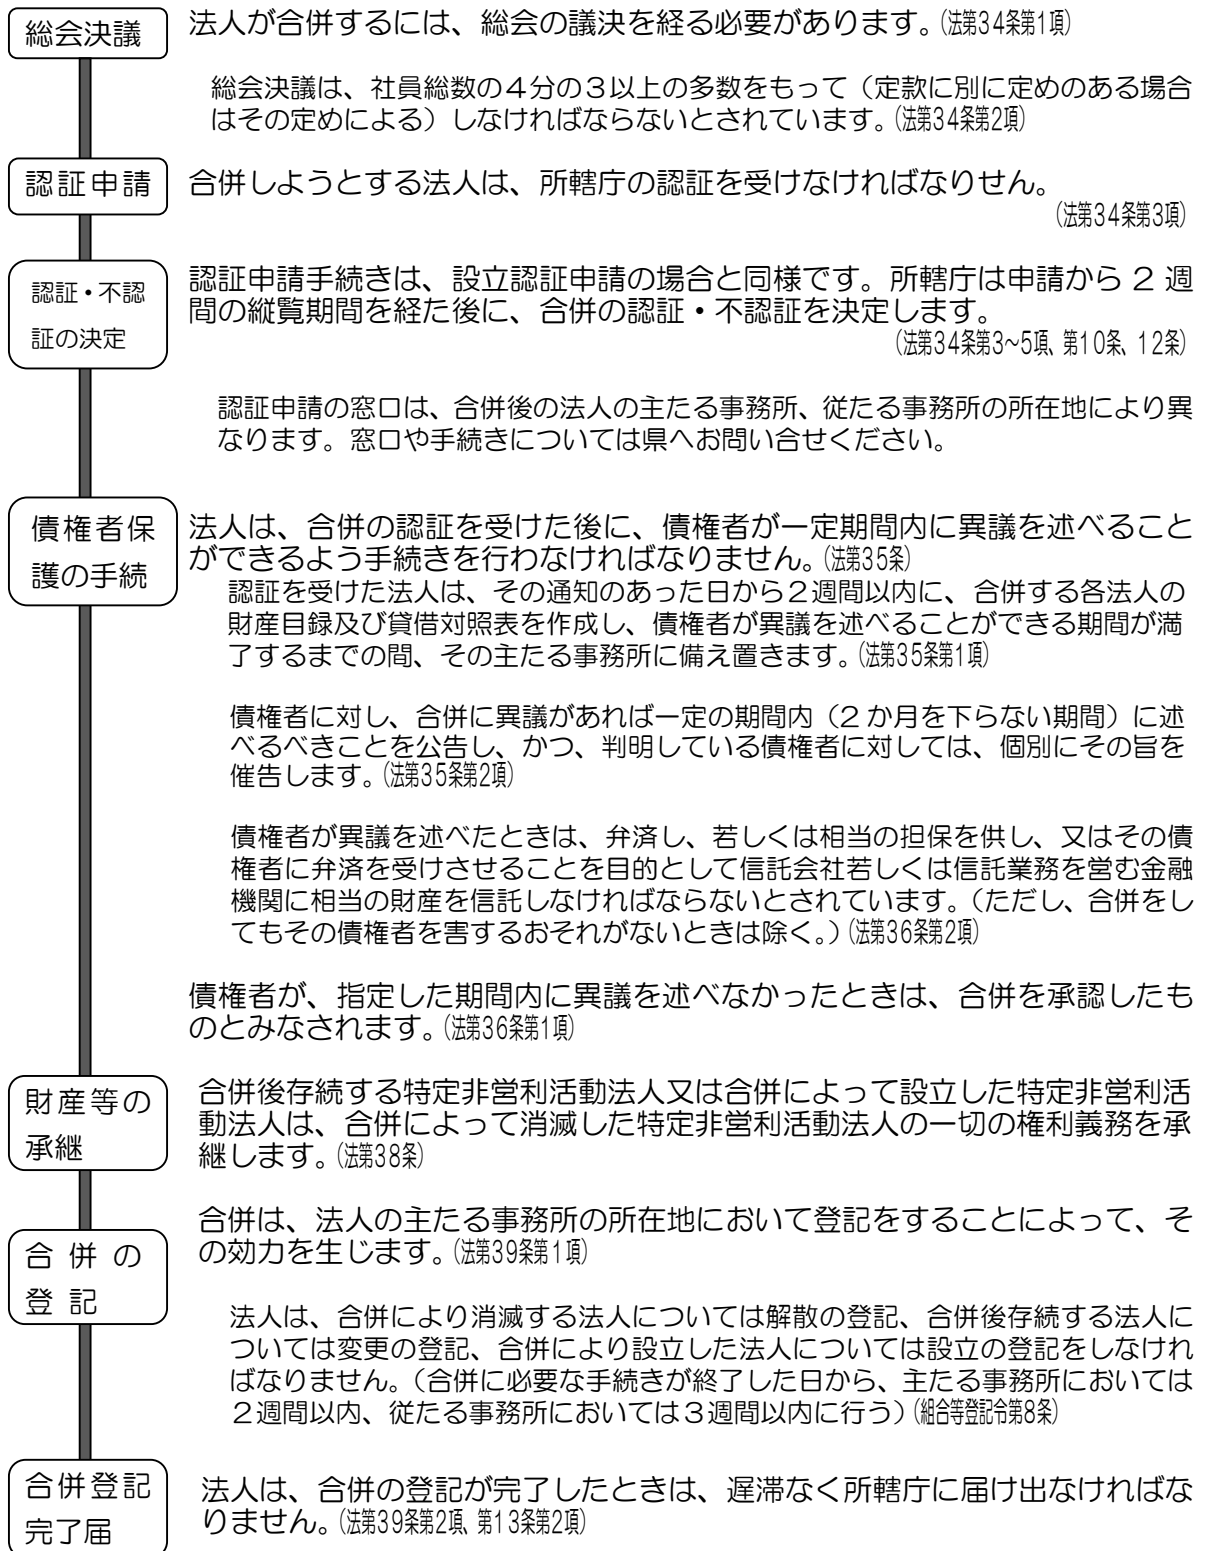 総会決議
法人が合併するには、総会の議決を経る必要があります。(法第34条第1項)
総会決議は、社員総数の４分の３以上の多数をもって（定款に別に定めのある場合
はその定めによる）しなければならないとされています。(法第34条第2項)
認証申請
合併しようとする法人は、所轄庁の認証を受けなければなりせん。
(法第34条第3項)
認証・不認
証の決定
認証申請手続きは、設立認証申請の場合と同様です。所轄庁は申請から 2 週
間の縦覧期間を経た後に、合併の認証・不認証を決定します。
(法第34条第3~5項、第10条、12条)
認証申請の窓口は、合併後の法人の主たる事務所、従たる事務所の所在地により異
なります。窓口や手続きについては県へお問い合せください。
債権者保
護の手続
法人は、合併の認証を受けた後に、債権者が一定期間内に異議を述べること
ができるよう手続きを行わなければなりません。(法第35条)
認証を受けた法人は、その通知のあった日から２週間以内に、合併する各法人の
財産目録及び貸借対照表を作成し、債権者が異議を述べることができる期間が満
了するまでの間、その主たる事務所に備え置きます。(法第35条第1項)
債権者に対し、合併に異議があれば一定の期間内（2 か月を下らない期間）に述
べるべきことを公告し、かつ、判明している債権者に対しては、個別にその旨を
催告します。(法第35条第2項)
債権者が異議を述べたときは、弁済し、若しくは相当の担保を供し、又はその債
権者に弁済を受けさせることを目的として信託会社若しくは信託業務を営む金融
機関に相当の財産を信託しなければならないとされています。（ただし、合併をし
てもその債権者を害するおそれがないときは除く。）(法第36条第2項)
債権者が、指定した期間内に異議を述べなかったときは、合併を承認したも
のとみなされます。(法第36条第1項)
財産等の
承継
合併後存続する特定非営利活動法人又は合併によって設立した特定非営利活
動法人は、合併によって消滅した特定非営利活動法人の一切の権利義務を承
継します。(法第38条)
合併の
登記
合併は、法人の主たる事務所の所在地において登記をすることによって、そ
の効力を生じます。(法第39条第1項)
法人は、合併により消滅する法人については解散の登記、合併後存続する法人に
ついては変更の登記、合併により設立した法人については設立の登記をしなけれ
ばなりません。（合併に必要な手続きが終了した日から、主たる事務所においては
２週間以内、従たる事務所においては３週間以内に行う）(組合等登記令第8条)
合併登記
完了届
法人は、合併の登記が完了したときは、遅滞なく所轄庁に届け出なければな
りません。(法第39条第2項、第13条第2項)